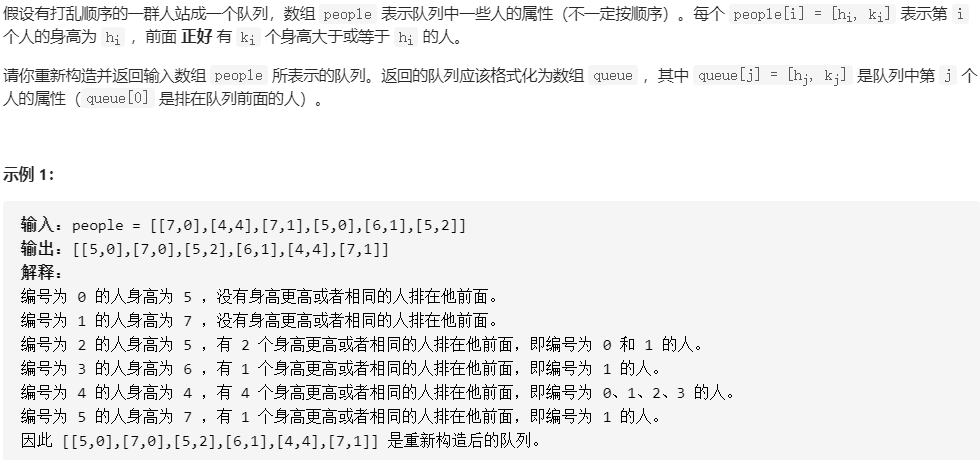 假设有打乱顺序的一群人站成一个队列，数组 people 表示队列中一些人的属性（不一定按顺序）。每个 people[i] = [hi, ki] 表示第 i
个人的身高为 hi ，前面 正好 有 ki 个身高大于或等于 hi 的人。
请你重新构造并返回输入数组 people 所表示的队列。返回的队列应该格式化为数组 queue ，其中 queue[j] = [hj, kj] 是队列中第 j 个
人的属性（queue[0] 是排在队列前面的人）。
示例 1：
输入：people = [[7,0],[4,4],[7,1],[5,0],[6,1],[5,2]]
输出：[[5,0],[7,0],[5,2],[6,1],[4,4],[7,1]]
解释：
编号为 0 的人身高为 5 ，没有身高更高或者相同的人排在他前面。
编号为 1 的人身高为 7 ，没有身高更高或者相同的人排在他前面。
编号为 2 的人身高为 5 ，有 2 个身高更高或者相同的人排在他前面，即编号为 0 和 1 的人。
编号为 3 的人身高为 6 ，有 1 个身高更高或者相同的人排在他前面，即编号为 1 的人。
编号为 4 的人身高为 4 ，有 4 个身高更高或者相同的人排在他前面，即编号为 0、1、2、3 的人。
编号为 5 的人身高为 7 ，有 1 个身高更高或者相同的人排在他前面，即编号为 1 的人。
因此 [[5,0],[7,0],[5,2],[6,1],[4,4],[7,1]] 是重新构造后的队列。